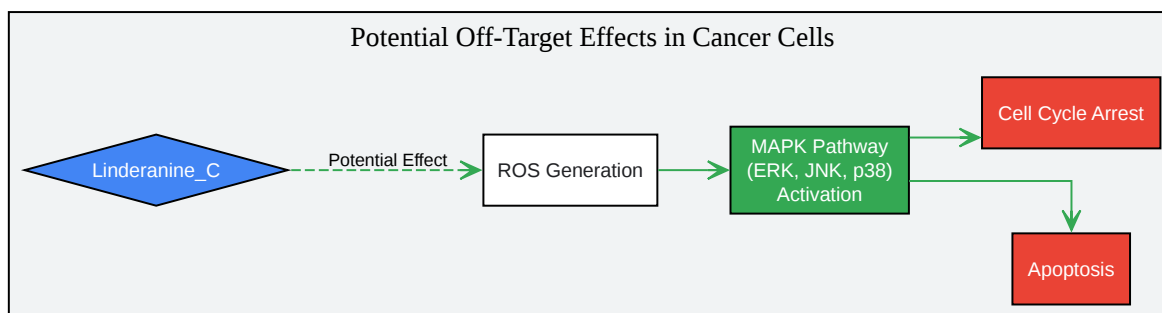 Potential Off-Target Effects in Cancer Cells
Linderanine_C
Potential Effect
ROS Generation
MAPK Pathway
(ERK, JNK, p38)
Activation
Cell Cycle Arrest
Apoptosis